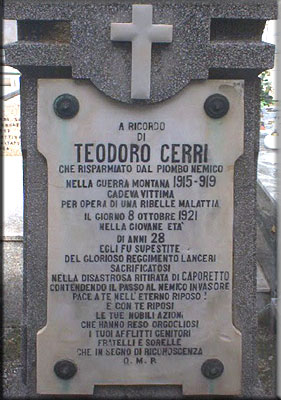 A RICORDO
DI
TEODORO CERRI
CHE RISPARMIATO DAL PIOMBO NEMICO
NELLA GUERRA MONTANA 1915-919
CADEVA VITTIMA
PER OPERA DI UNA RIBELLE MALATTIA
IL GIORNO 8 OTTOBRE 1921
NELLA GIOVANE ETA'
DI ANNI 28
EGLI FU SUPESTITE
DEL GLORIOSO REGGIMENTO LANCERI
SACRIFICATOSI
NELLA DISASTROSA RITIRATA DI CAPORETTO
CONTENDENDO IL PASSO AL NEMICO INVASORE
PACE A TE NELL'ETERNO RIPOSO!
E CON TE RIPOSI
LE TUE NOBILI AZIONI
CHE HANNO RESO ORGOGLIOSI
I TUOI AFFLITTI GENITORI
FRATELLI E SORELLE
CHE IN SEGNO DI RICONOSCENZA
Q. M. P.